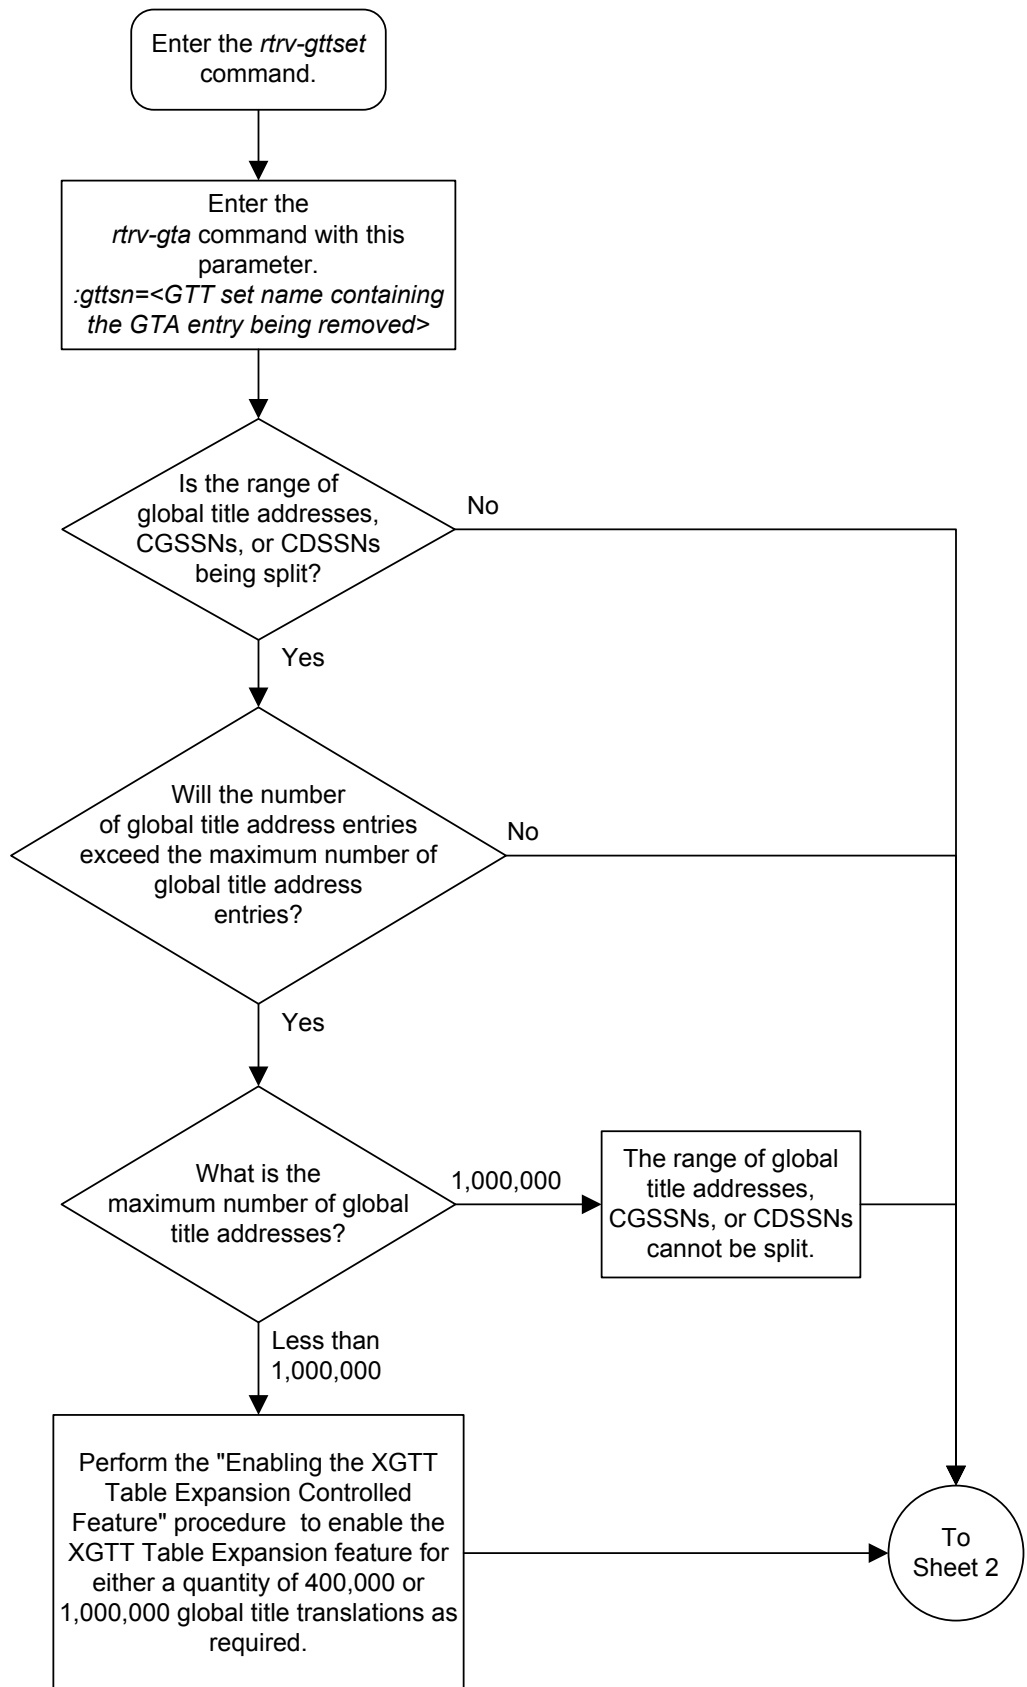 Enter the rtrv-gttset
command.
Enter the
rtrv-gta command with this
parameter.
:gttsn=<GTT set name containing
the GTA entry being removed>
Is the range of
global title addresses,
CGSSNs, or CDSSNs
being split?
No
Yes
Will the number
of global title address entries
exceed the maximum number of
global title address
entries?
No
Yes
What is the
maximum number of global
title addresses?
1,000,000
The range of global
title addresses,
CGSSNs, or CDSSNs
cannot be split.
Less than
1,000,000
Perform the "Enabling the XGTT
Table Expansion Controlled
Feature" procedure  to enable the
XGTT Table Expansion feature for
either a quantity of 400,000 or
1,000,000 global title translations as
required.
To
Sheet 2